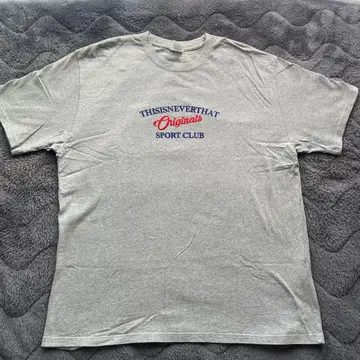 THISISNEVERTHAT
Originals
SPORT CLUB